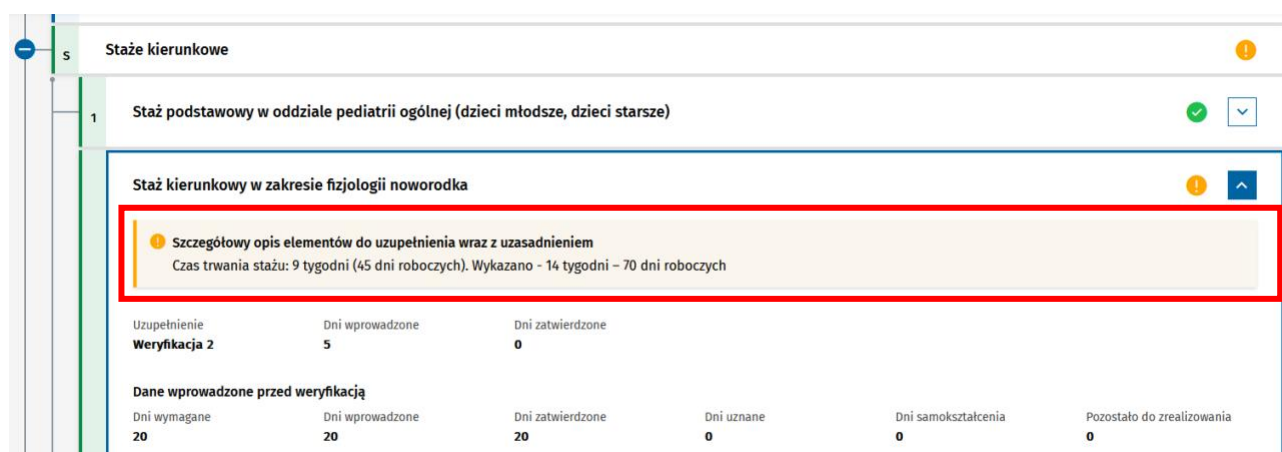 S Staże kierunkowe
1 Staż podstawowy w oddziale pediatrii ogólnej (dzieci młodsze, dzieci starsze)
Staż kierunkowy w zakresie fizjologii noworodka
Szczegółowy opis elementów do uzupełnienia wraz z uzasadnieniem
Czas trwania stażu: 9 tygodni (45 dni roboczych). Wykazano - 14 tygodni – 70 dni roboczych
Uzupełnienie Dni wprowadzone Dni zatwierdzone
Weryfikacja 2 5 0
Dane wprowadzone przed weryfikacją
Dni wymagane Dni wprowadzone Dni zatwierdzone Dni uznane Dni samokształcenia Pozostało do zrealizowania
20 20 20 0 0 0